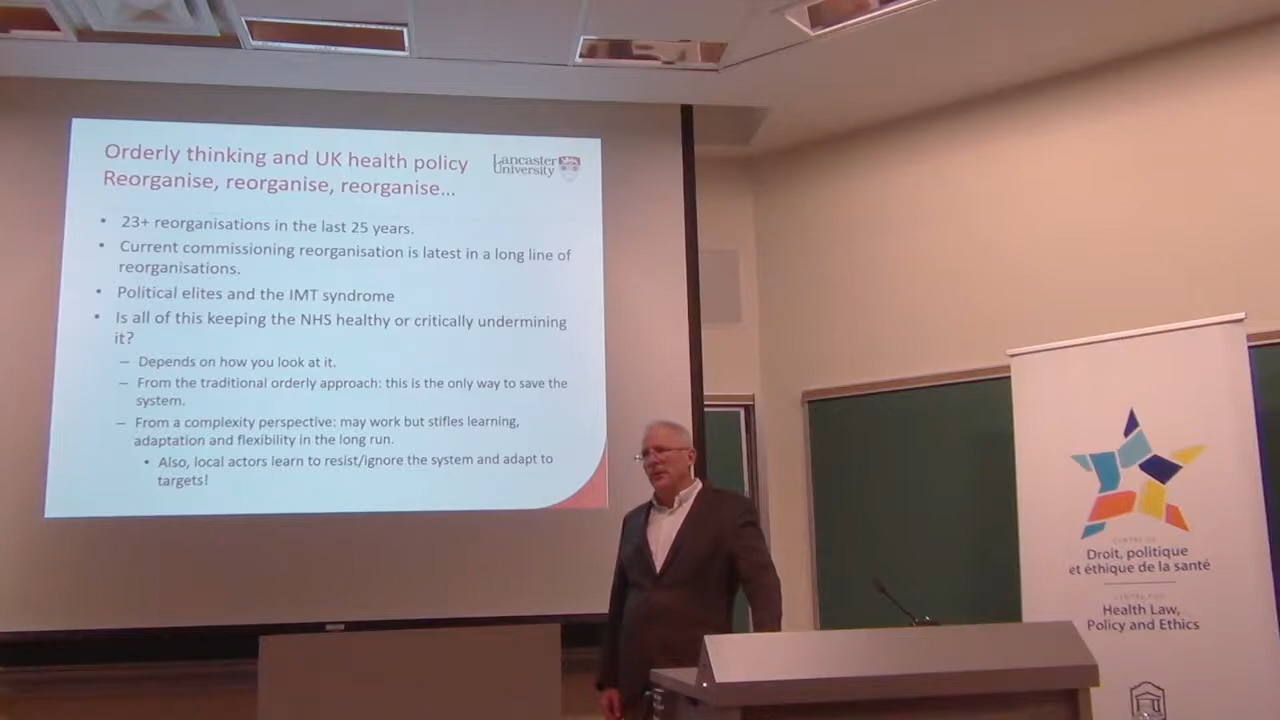 Orderly thinking and UK health policy
Reorganise, reorganise, reorganise...
Lancaster
University
• 23+ reorganisations in the last 25 years.
• Current commissioning reorganisation is latest in a long line of
reorganisations.
• Political elites and the IMT syndrome
• Is all of this keeping the NHS healthy or critically undermining
it?
– Depends on how you look at it.
– From the traditional orderly approach: this is the only way to save the
system.
– From a complexity perspective: may work but stifles learning,
adaptation and flexibility in the long run.
• Also, local actors learn to resist/ignore the system and adapt to
targets!
CENTRE DE
Droit, politique
et éthique de la santé
CENTRE FOR
Health Law,
Policy and Ethics